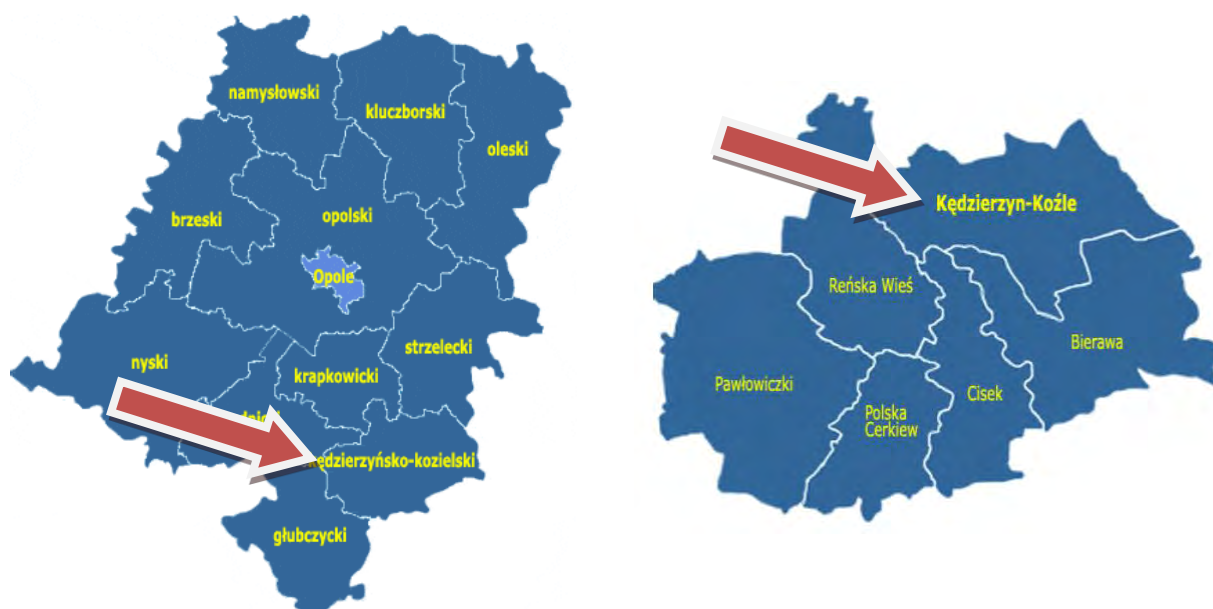 namysłowski
kluczborski
oleski
brzeski
opolski
Opole
strzelecki
nyski
krapkowicki
kędzierzyńsko-kozielski
głubczycki
Kędzierzyn-Koźle
Reńska Wieś
Bierawa
Pawłowiczki
Cisek
Polska
Cerkiew